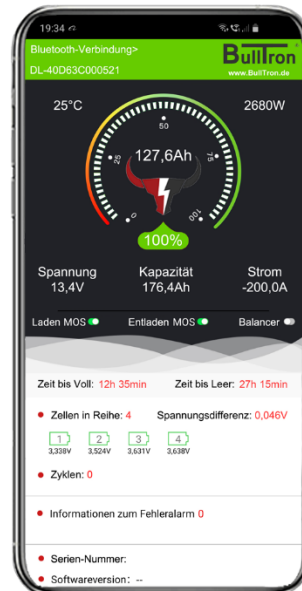 19:34
Bluetooth-Verbindung>
DL-40D63C000521
BullTron
www.BullTron.de
25°C
2680W
0
25
50
75
100
127,6Ah
100%
Spannung Kapazität Strom
13,4V 176,4Ah -200,0A
Laden MOS Entladen MOS Balancer
Zeit bis Voll: 12h 35min Zeit bis Leer: 27h 15min
Zellen in Reihe: 4 Spannungsdifferenz: 0,046V
1 2 3 4
3,338V 3,524V 3,631V 3,638V
Zyklen: 0
Informationen zum Fehleralarm 0
Serien-Nummer:
Softwareversion: --